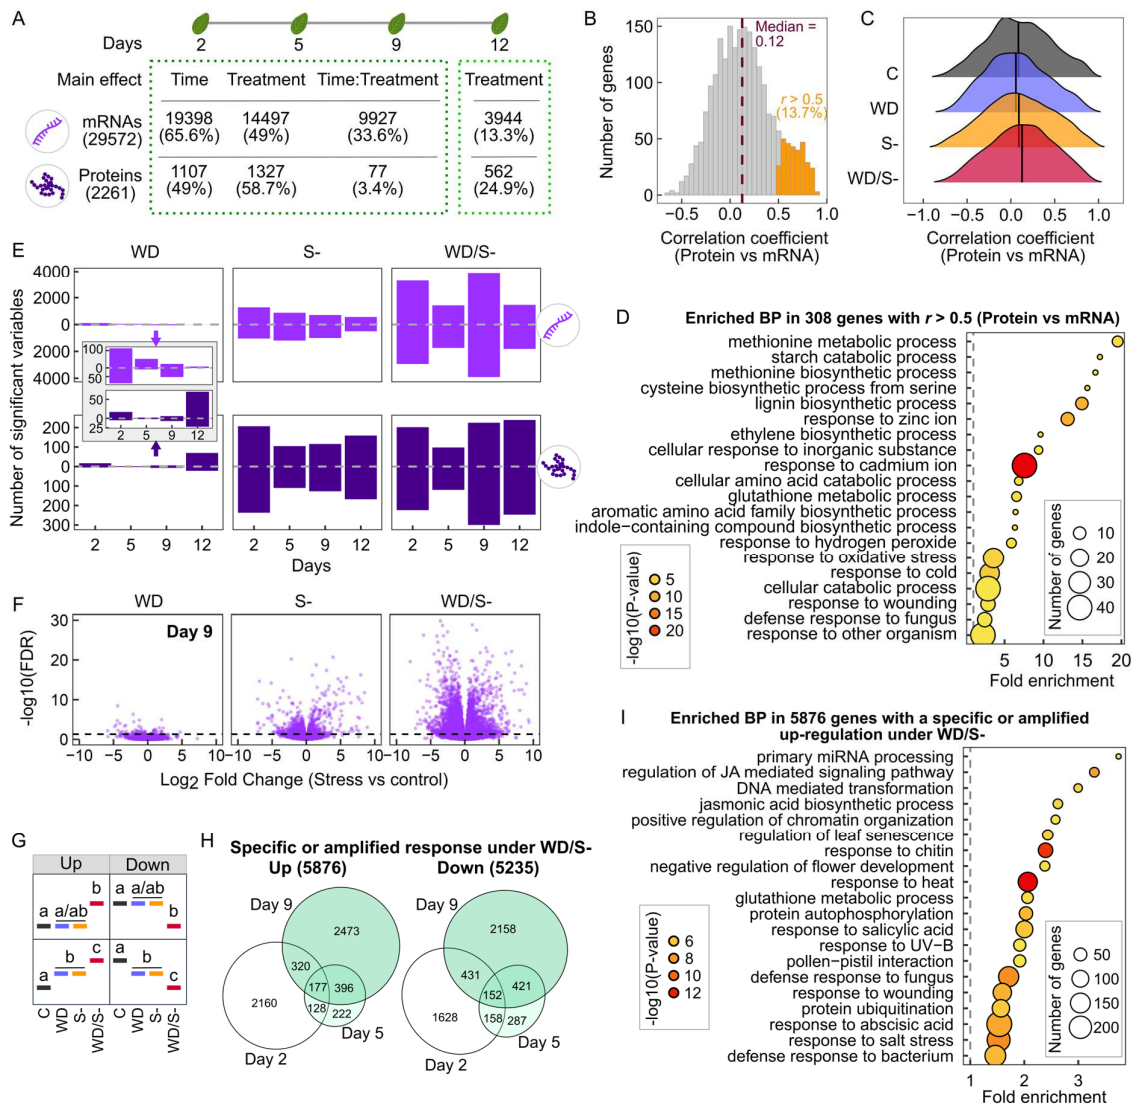 A
Days
2
5
9
12
Main effect
Time
Treatment
Time:Treatment
Treatment
mRNAs
(29572)
19398
(65.6%)
14497
(49%)
9927
(33.6%)
3944
(13.3%)
Proteins
(2261)
1107
(49%)
1327
(58.7%)
77
(3.4%)
562
(24.9%)
B
Number of genes
150
100
50
0
Median =
0.12
r > 0.5
(13.7%)
−0.5
0.0
0.5
1.0
Correlation coefficient
(Protein vs mRNA)
C
C
WD
S-
WD/S-
−1.0
−0.5
0.0
0.5
1.0
Correlation coefficient
(Protein vs mRNA)
E
WD
S-
WD/S-
Number of significant variables
4000
2000
0
2000
4000
100
0
50
50
0
25
2
5
9
12
200
100
0
100
200
300
2
5
9
12
2
5
9
12
2
5
9
12
Days
D
Enriched BP in 308 genes with r > 0.5 (Protein vs mRNA)
methionine metabolic process
starch catabolic process
methionine biosynthetic process
cysteine biosynthetic process from serine
lignin biosynthetic process
response to zinc ion
ethylene biosynthetic process
cellular response to inorganic substance
response to cadmium ion
cellular amino acid catabolic process
glutathione metabolic process
aromatic amino acid family biosynthetic process
indole−containing compound biosynthetic process
response to hydrogen peroxide
response to oxidative stress
response to cold
cellular catabolic process
response to wounding
defense response to fungus
response to other organism
-log10(P-value)
5
10
15
20
Number of genes
10
20
30
40
5
10
15
20
Fold enrichment
F
WD
S-
WD/S-
Day 9
-log10(FDR)
30
20
10
0
−10
−5
0
5
10
−10
−5
0
5
10
−10
−5
0
5
10
Log2 Fold Change (Stress vs control)
G
Up
Down
a
a/ab
b
a
a/ab
b
a
b
c
a
b
c
C
WD
S-
WD/S-
C
WD
S-
WD/S-
H
Specific or amplified response under WD/S-
Up (5876)
Down (5235)
Day 9
2473
320
177
396
2160
128
222
Day 5
Day 2
Day 9
2158
431
152
421
1628
158
287
Day 5
Day 2
I
Enriched BP in 5876 genes with a specific or amplified
up-regulation under WD/S-
primary miRNA processing
regulation of JA mediated signaling pathway
DNA mediated transformation
jasmonic acid biosynthetic process
positive regulation of chromatin organization
regulation of leaf senescence
response to chitin
negative regulation of flower development
response to heat
glutathione metabolic process
protein autophosphorylation
response to salicylic acid
response to UV−B
pollen-pistil interaction
defense response to fungus
response to wounding
protein ubiquitination
response to abscisic acid
response to salt stress
defense response to bacterium
-log10(P-value)
6
8
10
12
Number of genes
50
100
150
200
1
2
3
Fold enrichment